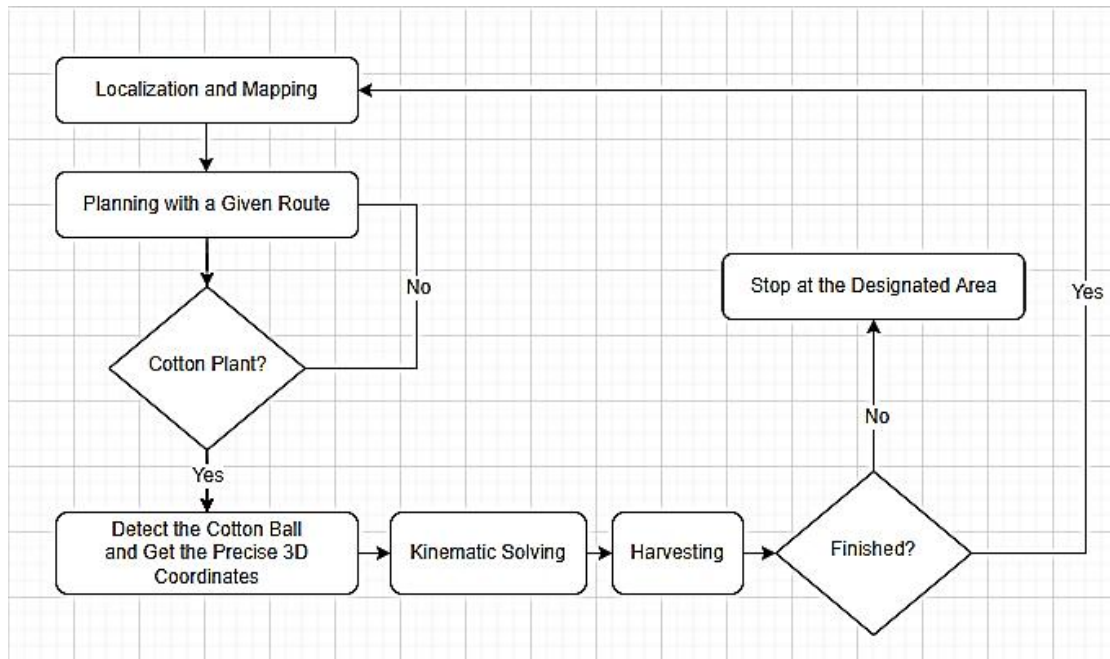 Localization and Mapping
Planning with a Given Route
No
Stop at the Designated Area
Yes
Cotton Plant?
No
Yes
Detect the Cotton Ball
and Get the Precise 3D
Coordinates
Kinematic Solving
Harvesting
Finished?